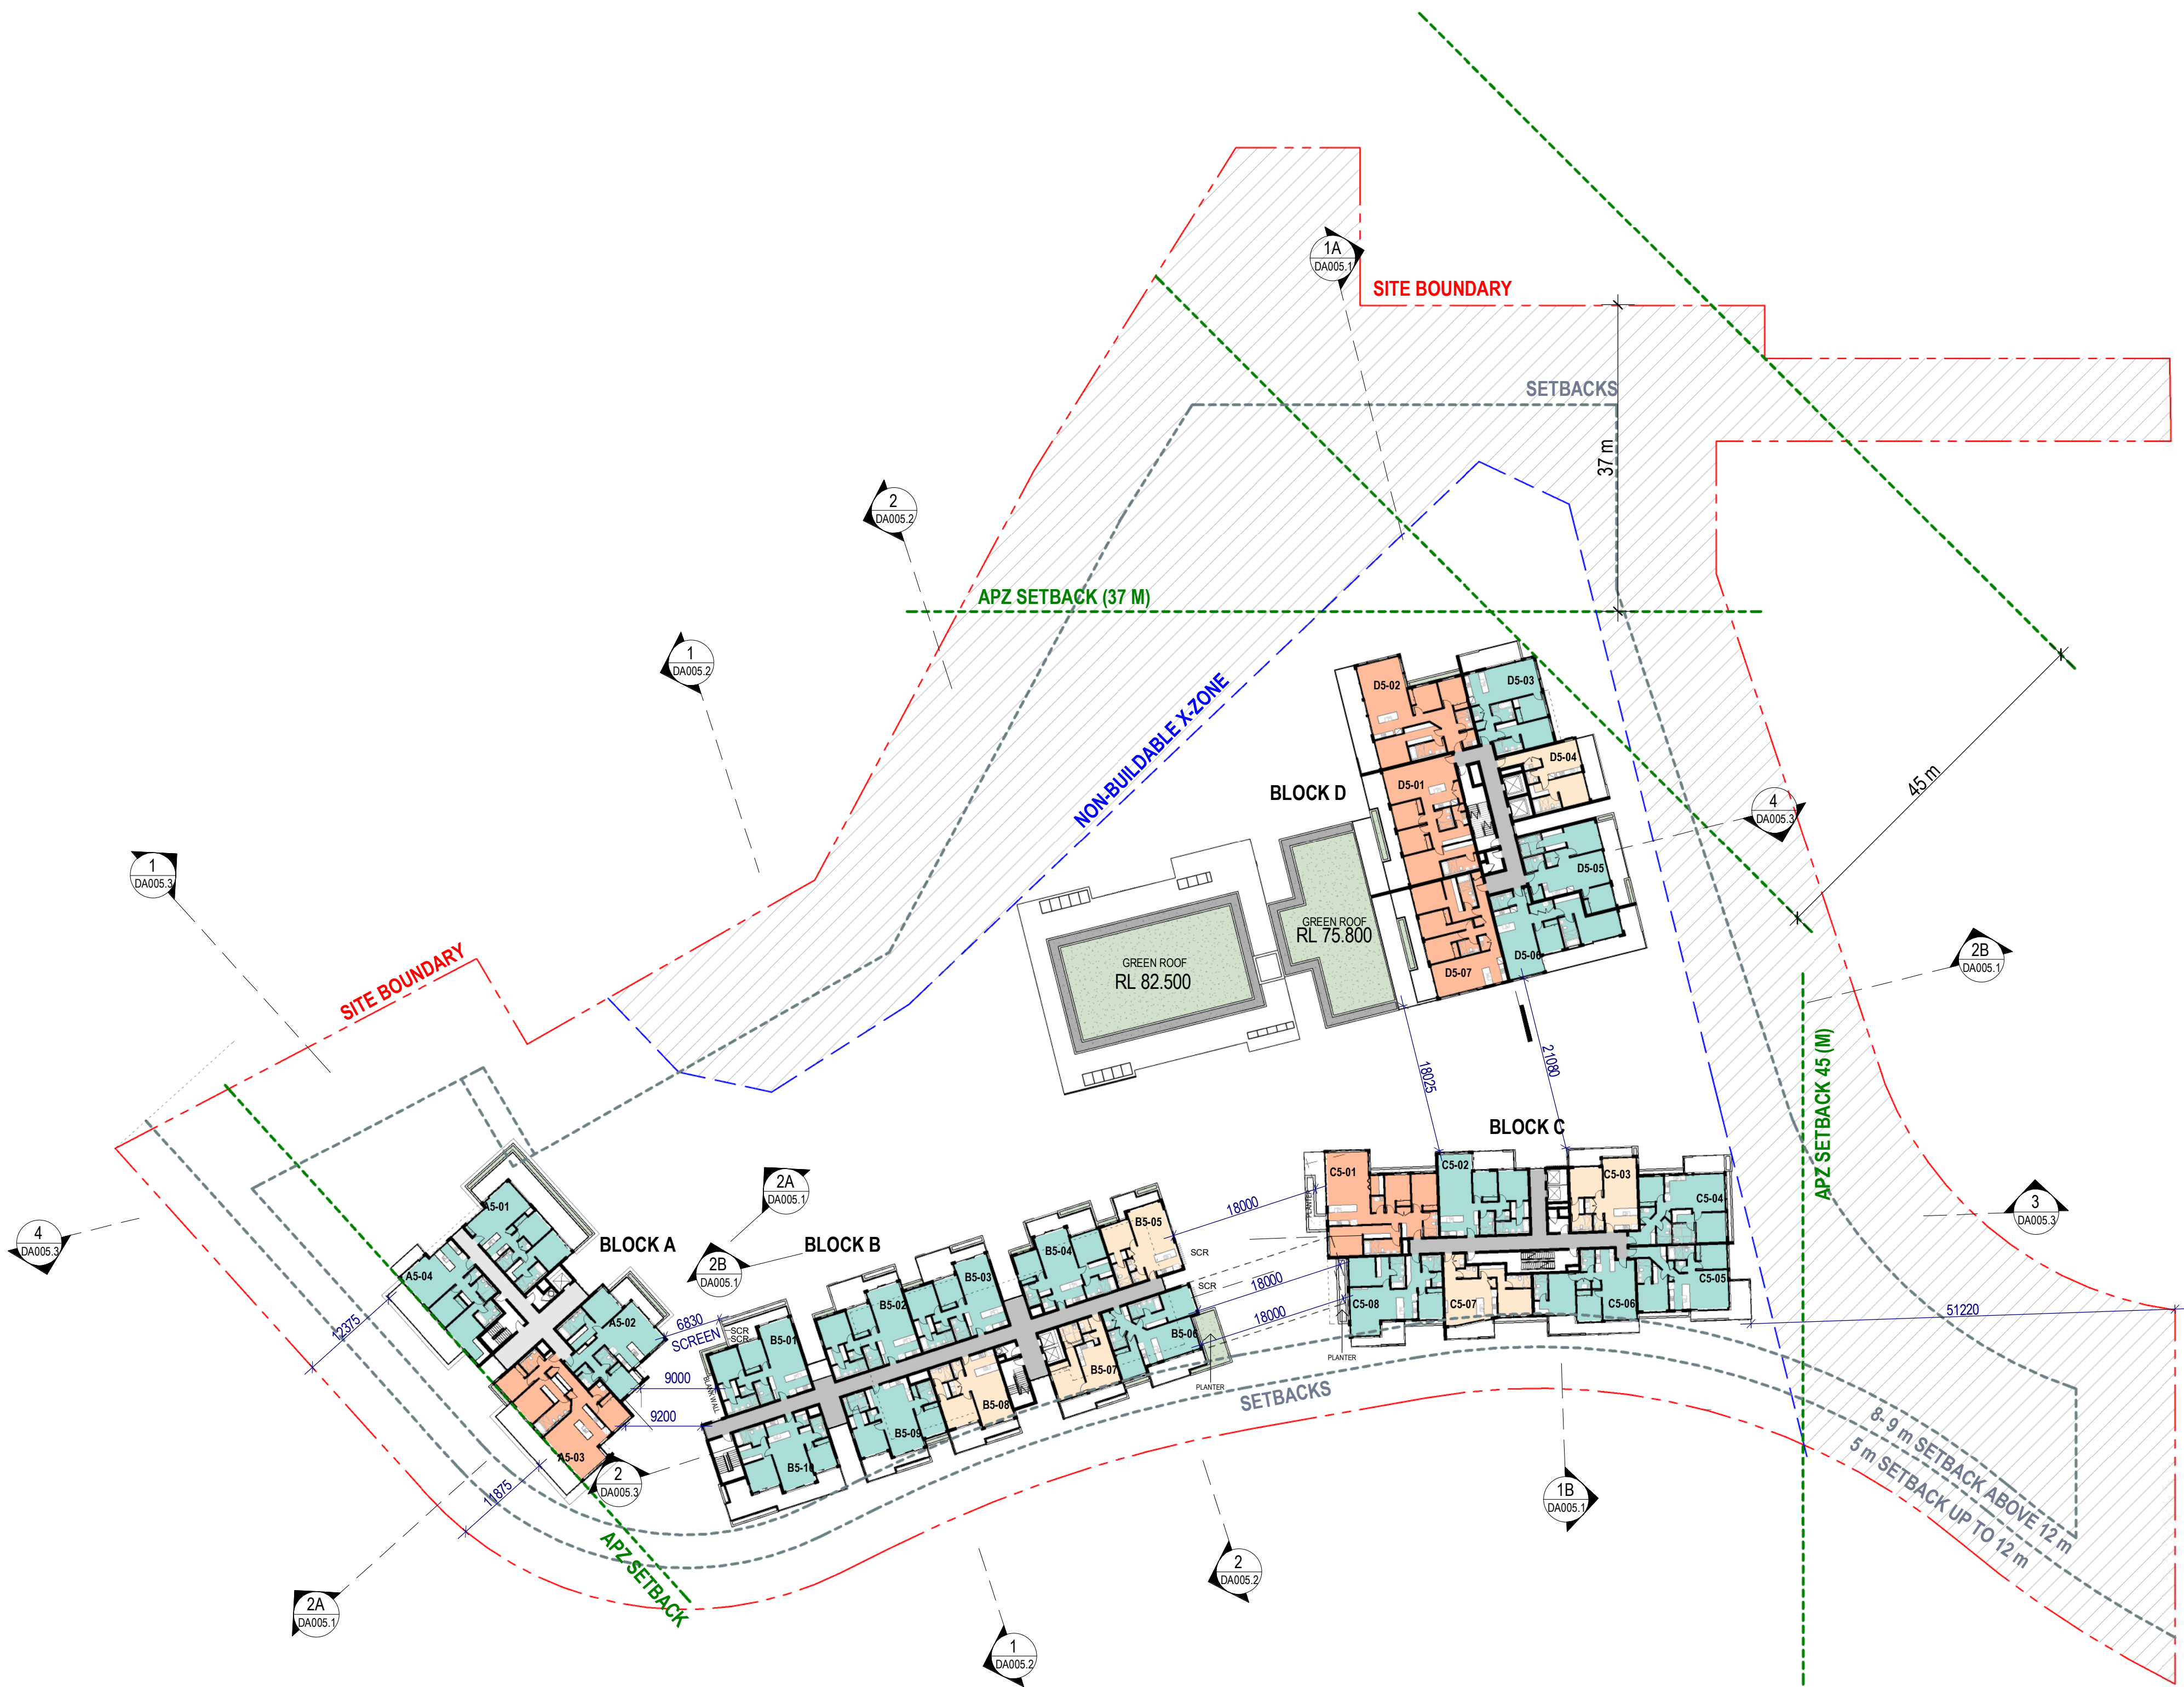 1A
DA005.1
SITE BOUNDARY
SETBACKS
37 m
2
DA005.2
APZ SETBACK (37 M)
1
DA005.2
NON-BUILDABLE X-ZONE
D5-02
D5-03
D5-04
D5-01
BLOCK D
45 m
4
DA005.3
1
DA005.3
D5-05
GREEN ROOF
RL 75.800
D5-06
D5-07
GREEN ROOF
RL 82.500
2B
DA005.1
SITE BOUNDARY
18025
21080
APZ SETBACK 45 (M)
BLOCK C
C5-01
C5-02
C5-03
C5-04
PLANTER
3
DA005.3
2A
DA005.1
A5-01
BLOCK A
BLOCK B
B5-05
18000
4
DA005.3
A5-04
2B
DA005.1
B5-04
SCR
B5-03
18000
SCR
C5-05
B5-02
C5-08
C5-07
C5-06
51220
12375
A5-02
6830
SCREEN
SCR
SCR
B5-01
18000
B5-06
PLANTER
B5-07
PLANTER
9000
BLANK WALL
SETBACKS
B5-08
9200
B5-09
8- 9 m SETBACK ABOVE 12 m
5 m SETBACK UP TO 12 m
A5-03
B5-10
2
DA005.3
11875
1B
DA005.1
APZ SETBACK
2
DA005.2
2A
DA005.1
1
DA005.2